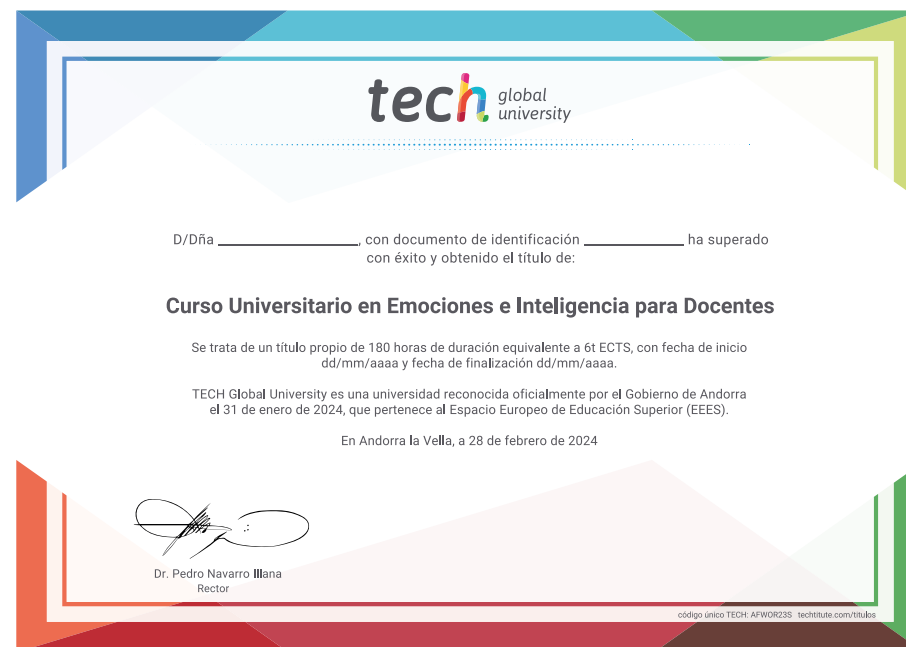 tech global university
D/Dña ____________________, con documento de identificación ______________ ha superado
con éxito y obtenido el título de:
Curso Universitario en Emociones e Inteligencia para Docentes
Se trata de un título propio de 180 horas de duración equivalente a 6t ECTS, con fecha de inicio
dd/mm/aaaa y fecha de finalización dd/mm/aaaa.
TECH Global University es una universidad reconocida oficialmente por el Gobierno de Andorra
el 31 de enero de 2024, que pertenece al Espacio Europeo de Educación Superior (EEES).
En Andorra la Vella, a 28 de febrero de 2024
Dr. Pedro Navarro Illana
Rector
código único TECH: AFWOR23S techtitute.com/titulos